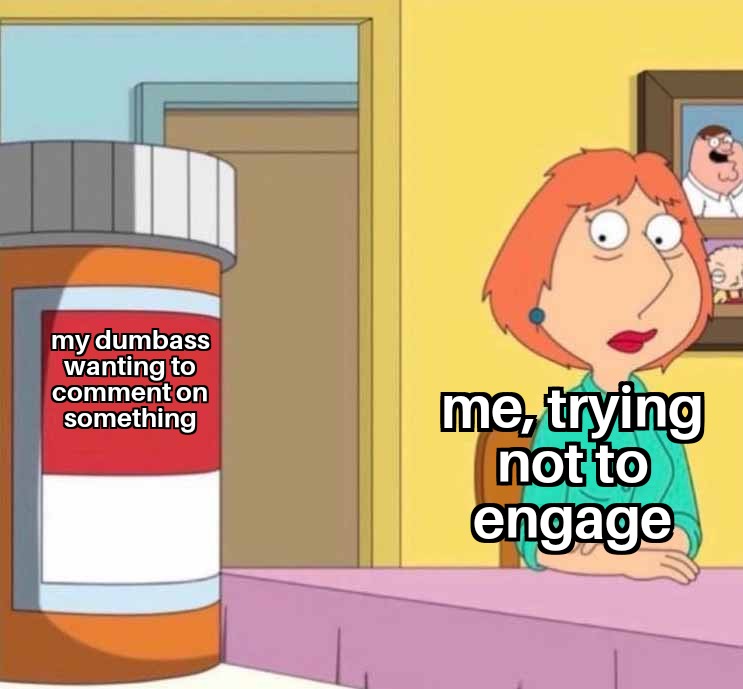 my dumbass
wanting to
comment on
something
me, trying
not to
engage